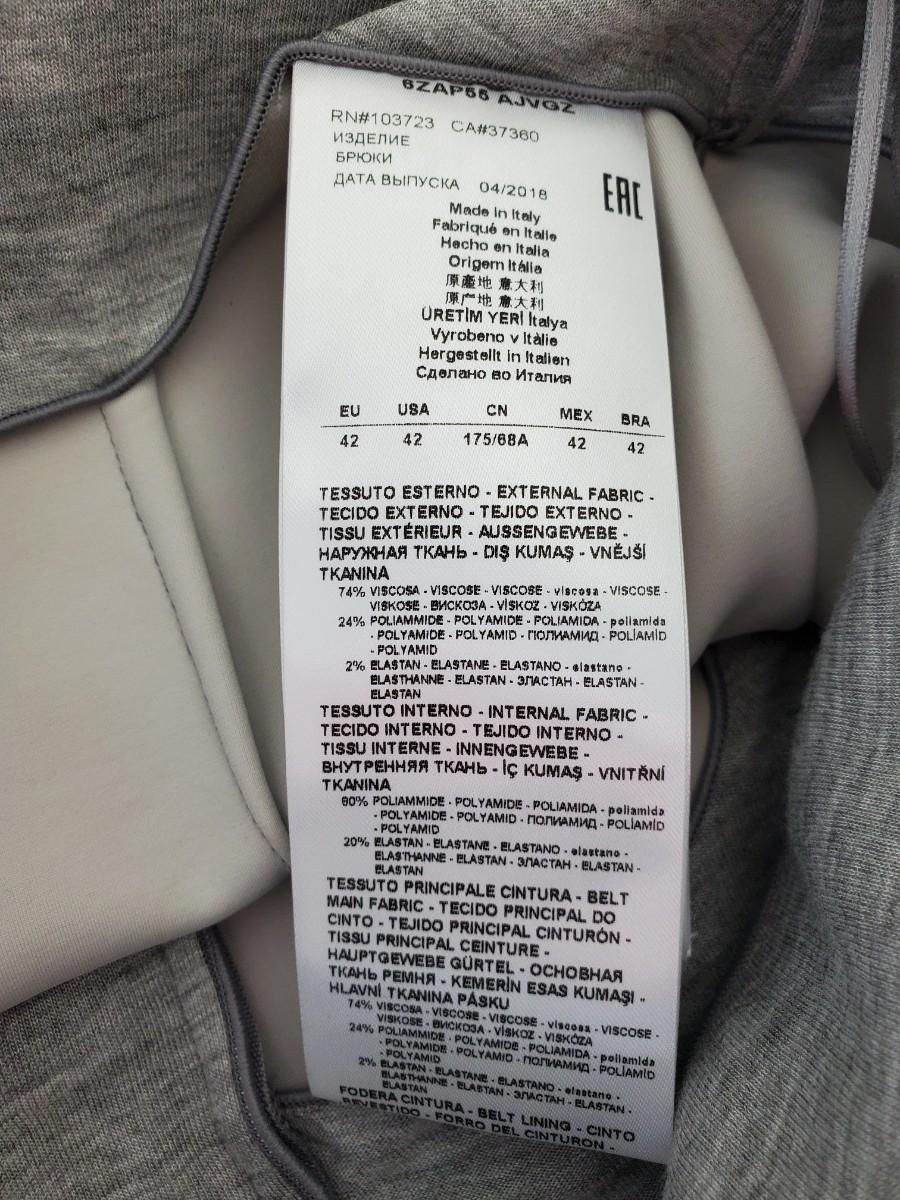 6ZAP55 AJVGZ
RN#103723 CA#37360
ИЗДЕЛИЕ
БРЮКИ
ДАТА ВЫПУСКА 04/2018
EAC
Made in Italy
Fabriqué en Italie
Hecho en Italia
Origem Itália
原產地 意大利
原产地 意大利
ÜRETİM YERİ İtalya
Vyrobeno v Itálie
Hergestellt in Italien
Сделано во Италия
EU USA CN MEX BRA
42 42 175/68A 42 42
TESSUTO ESTERNO - EXTERNAL FABRIC -
TECIDO EXTERNO - TEJIDO EXTERNO -
TISSU EXTÉRIEUR - AUSSENGEWEBE -
НАРУЖНАЯ ТКАНЬ - DIŞ KUMAŞ - VNĚJŠÍ
TKANINA
74% VISCOSA - VISCOSE - VISCOSE - viscosa - VISCOSE -
VISKOSE - ВИСКОЗА - VİSKOZ - VISKÓZA
24% POLIAMMIDE - POLYAMIDE - POLIAMIDA - poliamida
- POLYAMIDE - POLYAMID - ПОЛИАМИД - POLİAMİD
- POLYAMID
2% ELASTAN - ELASTANE - ELASTANO - elastano -
ELASTHANNE - ELASTAN - ЭЛАСТАН - ELASTAN -
ELASTAN
TESSUTO INTERNO - INTERNAL FABRIC -
TECIDO INTERNO - TEJIDO INTERNO -
TISSU INTERNE - INNENGEWEBE -
ВНУТРЕННЯЯ ТКАНЬ - İÇ KUMAŞ - VNITŘNÍ
TKANINA
80% POLIAMMIDE - POLYAMIDE - POLIAMIDA - poliamida
- POLYAMIDE - POLYAMID - ПОЛИАМИД - POLİAMİD
- POLYAMID
20% ELASTAN - ELASTANE - ELASTANO - elastano -
ELASTHANNE - ELASTAN - ЭЛАСТАН - ELASTAN -
ELASTAN
TESSUTO PRINCIPALE CINTURA - BELT
MAIN FABRIC - TECIDO PRINCIPAL DO
CINTO - TEJIDO PRINCIPAL CINTURÓN -
TISSU PRINCIPAL CEINTURE -
HAUPTGEWEBE GÜRTEL - ОСНОВНАЯ
ТКАНЬ РЕМНЯ - KEMERİN ESAS KUMAŞI -
HLAVNÍ TKANINA PÁSKU
74% VISCOSA - VISCOSE - VISCOSE - viscosa - VISCOSE -
VISKOSE - ВИСКОЗА - VİSKOZ - VISKÓZA
24% POLIAMMIDE - POLYAMIDE - POLIAMIDA - poliamida
- POLYAMIDE - POLYAMID - ПОЛИАМИД - POLİAMİD
- POLYAMID
2% ELASTAN - ELASTANE - ELASTANO - elastano -
ELASTHANNE - ELASTAN - ЭЛАСТАН - ELASTAN -
ELASTAN
FODERA CINTURA - BELT LINING - CINTO
REVESTIDO - FORRO DEL CINTURON -